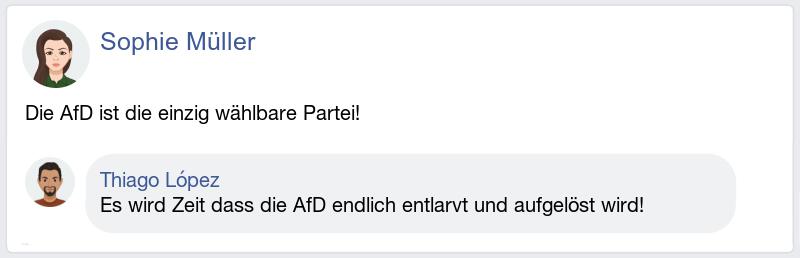 Sophie Müller
Die AfD ist die einzig wählbare Partei!
Thiago López
Es wird Zeit dass die AfD endlich entlarvt und aufgelöst wird!